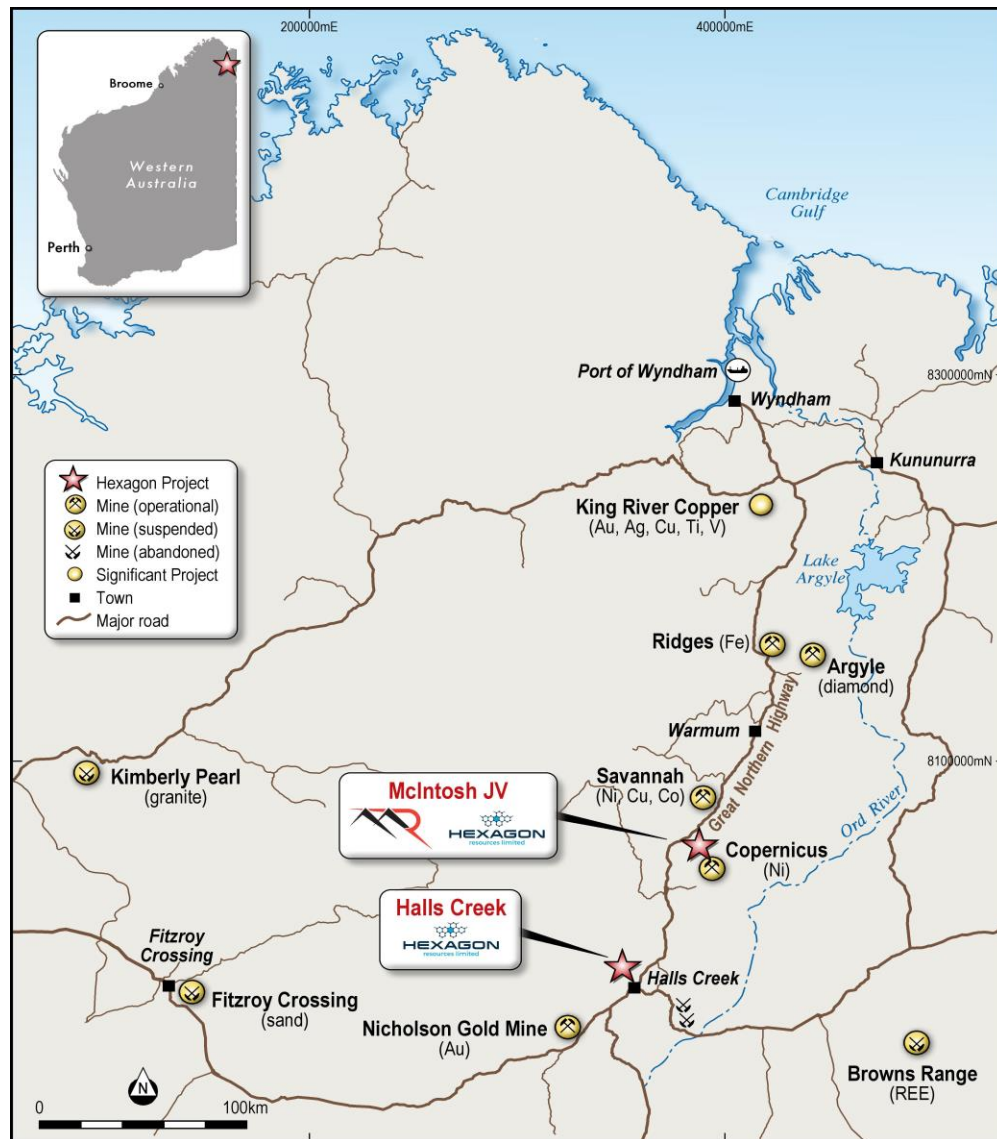 200000mE
400000mE
Broome
Western
Australia
Perth
Cambridge
Gulf
Port of Wyndham
8300000mN
Wyndham
Kununurra
Hexagon Project
Mine (operational)
Mine (suspended)
Mine (abandoned)
Significant Project
Town
Major road
King River Copper
(Au, Ag, Cu, Ti, V)
Lake
Argyle
Ridges (Fe)
Argyle
(diamond)
Warmum
Great Northern Highway
8100000mN
Kimberly Pearl
(granite)
Savannah
(Ni, Cu, Co)
McIntosh JV
HEXAGON
resources limited
Ord River
Copernicus
(Ni)
Halls Creek
HEXAGON
resources limited
Fitzroy
Crossing
Halls Creek
Fitzroy Crossing
(sand)
Nicholson Gold Mine
(Au)
Browns Range
(REE)
N
0 100km